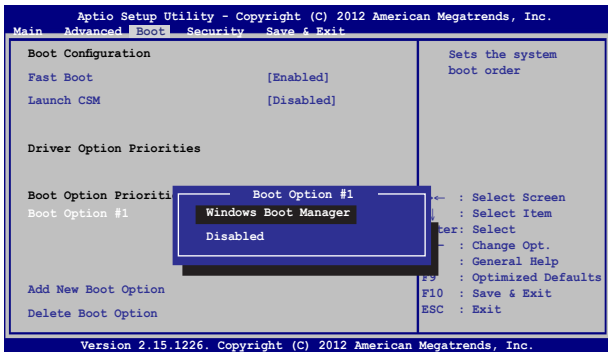 Aptio Setup Utility - Copyright (C) 2012 American Megatrends, Inc.
Main Advanced Boot Security Save & Exit
Boot Configuration
Fast Boot [Enabled]
Launch CSM [Disabled]
Driver Option Priorities
Boot Option Prioriti
Boot Option #1
Add New Boot Option
Delete Boot Option
Boot Option #1
Windows Boot Manager
Disabled
Sets the system
boot order
→← : Select Screen
: Select Item
ter: Select
: Change Opt.
: General Help
F9 : Optimized Defaults
F10 : Save & Exit
ESC : Exit
Version 2.15.1226. Copyright (C) 2012 American Megatrends, Inc.